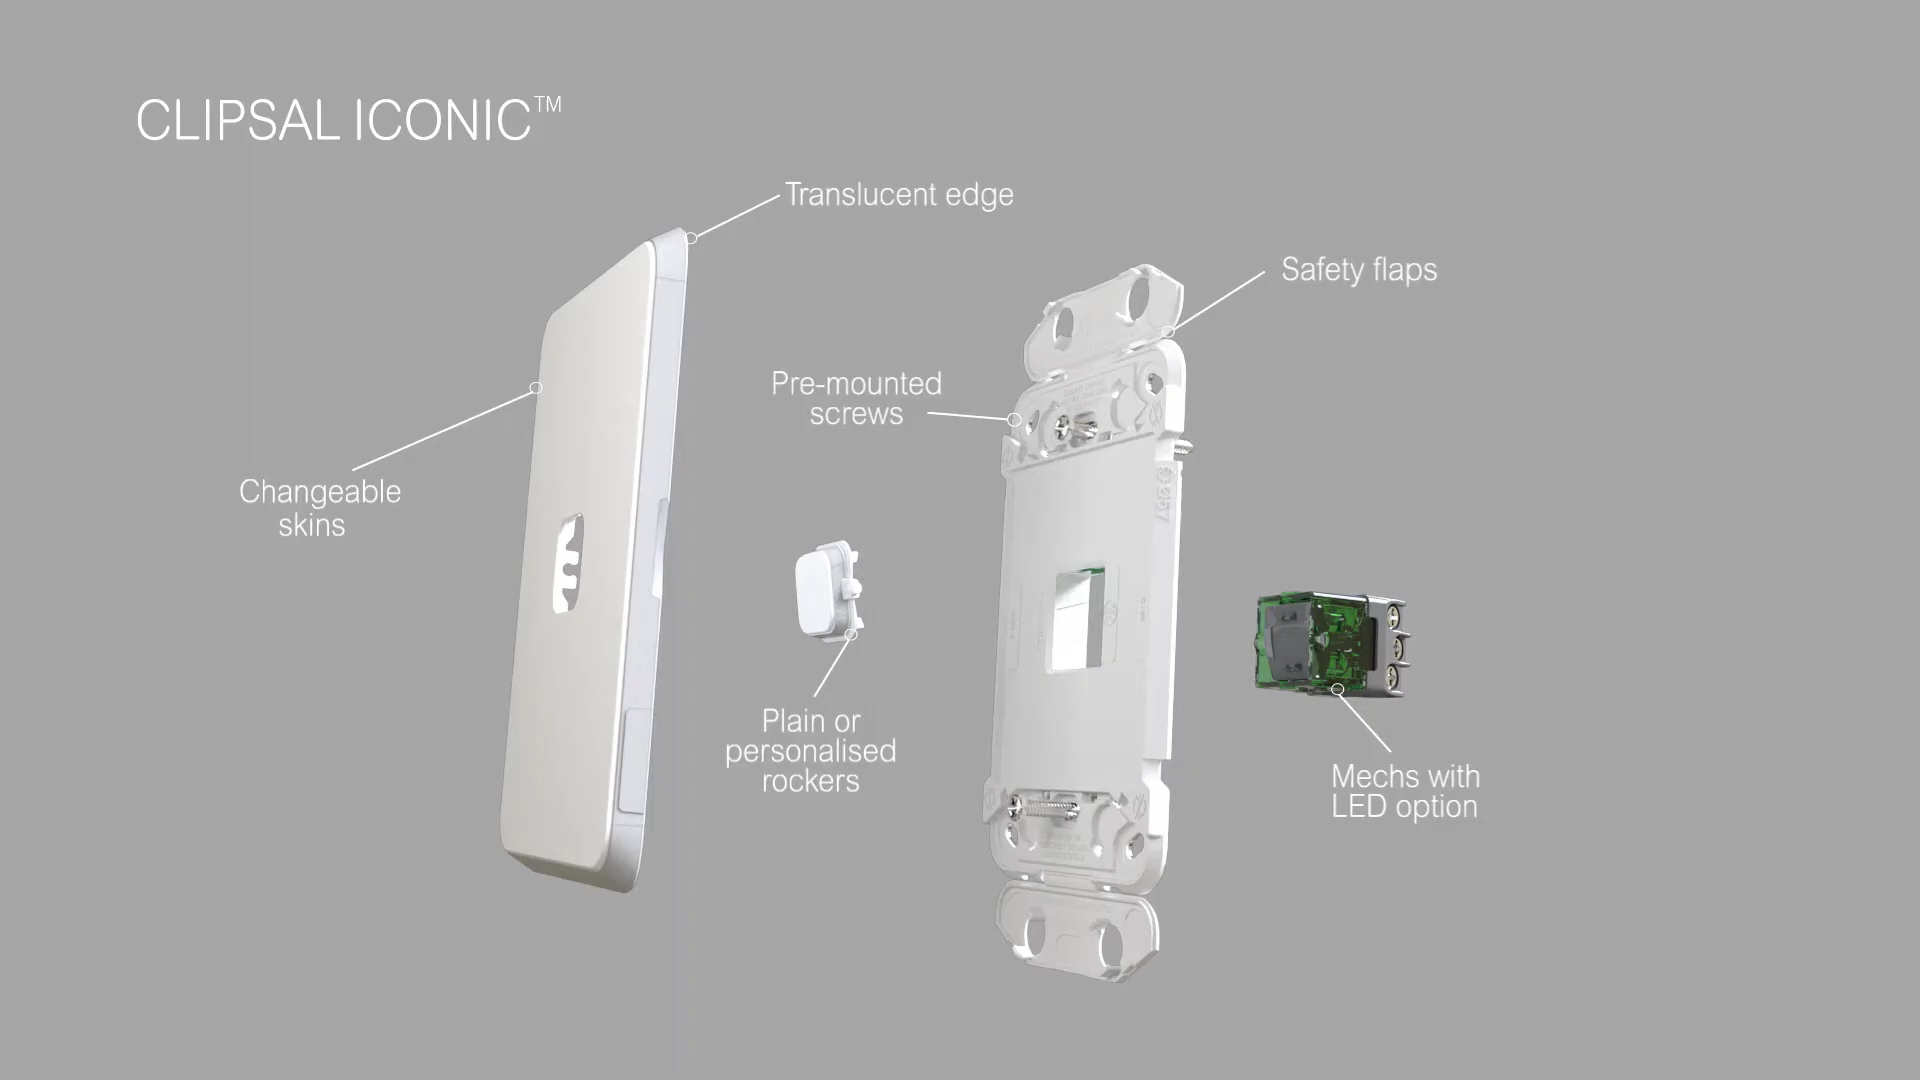 CLIPSAL ICONIC™
Translucent edge
Safety flaps
Pre-mounted
screws
Changeable
skins
Plain or
personalised
rockers
Mechs with
LED option